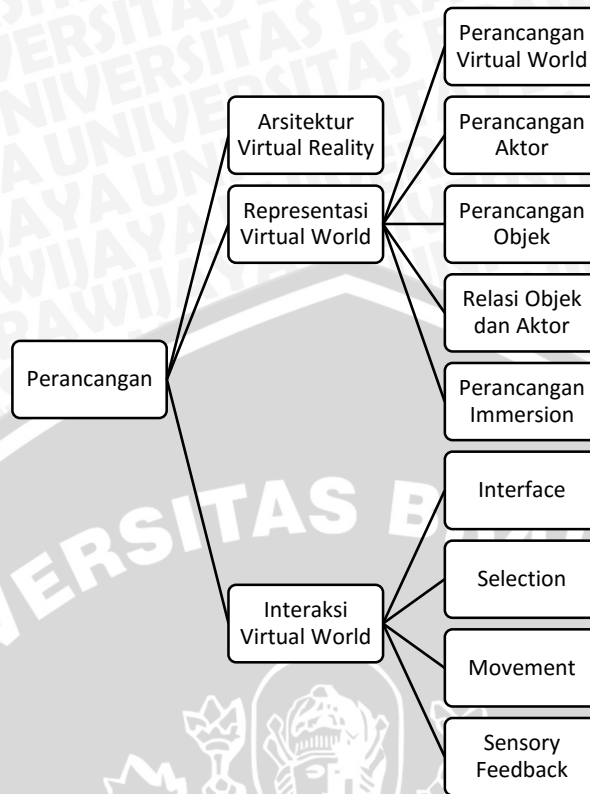 Perancangan
Arsitektur
Virtual Reality
Representasi
Virtual World
Perancangan
Virtual World
Perancangan
Aktor
Perancangan
Objek
Relasi Objek
dan Aktor
Perancangan
Immersion
Interaksi
Virtual World
Interface
Selection
Movement
Sensory
Feedback